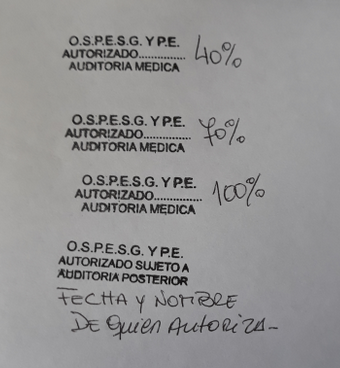 O.S.P.E.S.G. Y P.E.
AUTORIZADO.............. 40%
AUDITORIA MEDICA
O.S.P.E.S.G. Y P.E.
AUTORIZADO.............. 70%
AUDITORIA MEDICA
O.S.P.E.S.G. Y P.E.
AUTORIZADO.............. 100%
AUDITORIA MEDICA
O.S.P.E.S.G. Y P.E.
AUTORIZADO SUJETO A
AUDITORIA POSTERIOR
FECHA Y NOMBRE
DE Quien AUTORIZA-